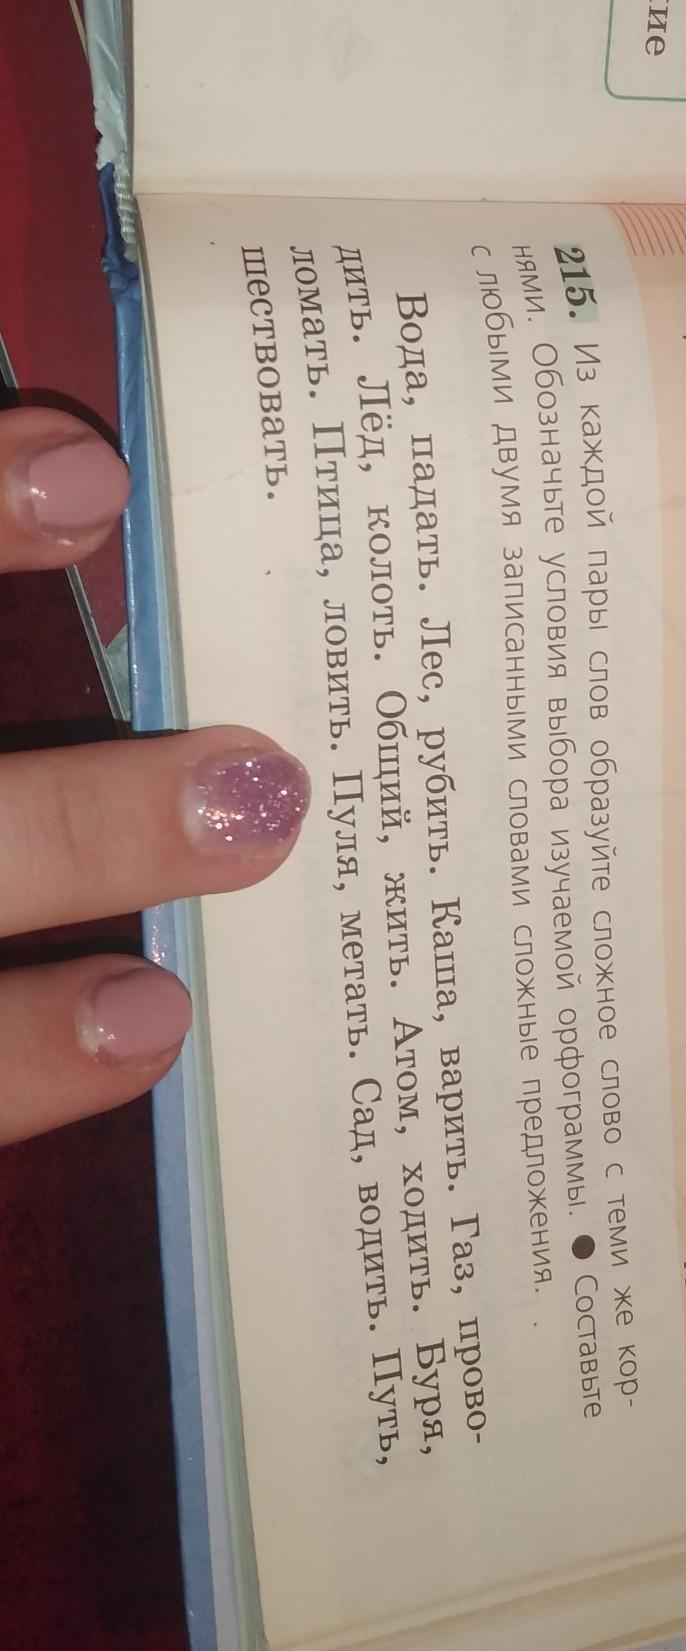 ие
215. Из каждой пары слов образуйте сложное слово с теми же кор-
нями. Обозначьте условия выбора изучаемой орфограммы. ● Составьте
с любыми двумя записанными словами сложные предложения.
Вода, падать. Лес, рубить. Каша, варить. Газ, прово-
дить. Лёд, колоть. Общий, жить. Атом, ходить. Буря,
ломать. Птица, ловить. Пуля, метать. Сад, водить. Путь,
шествовать.